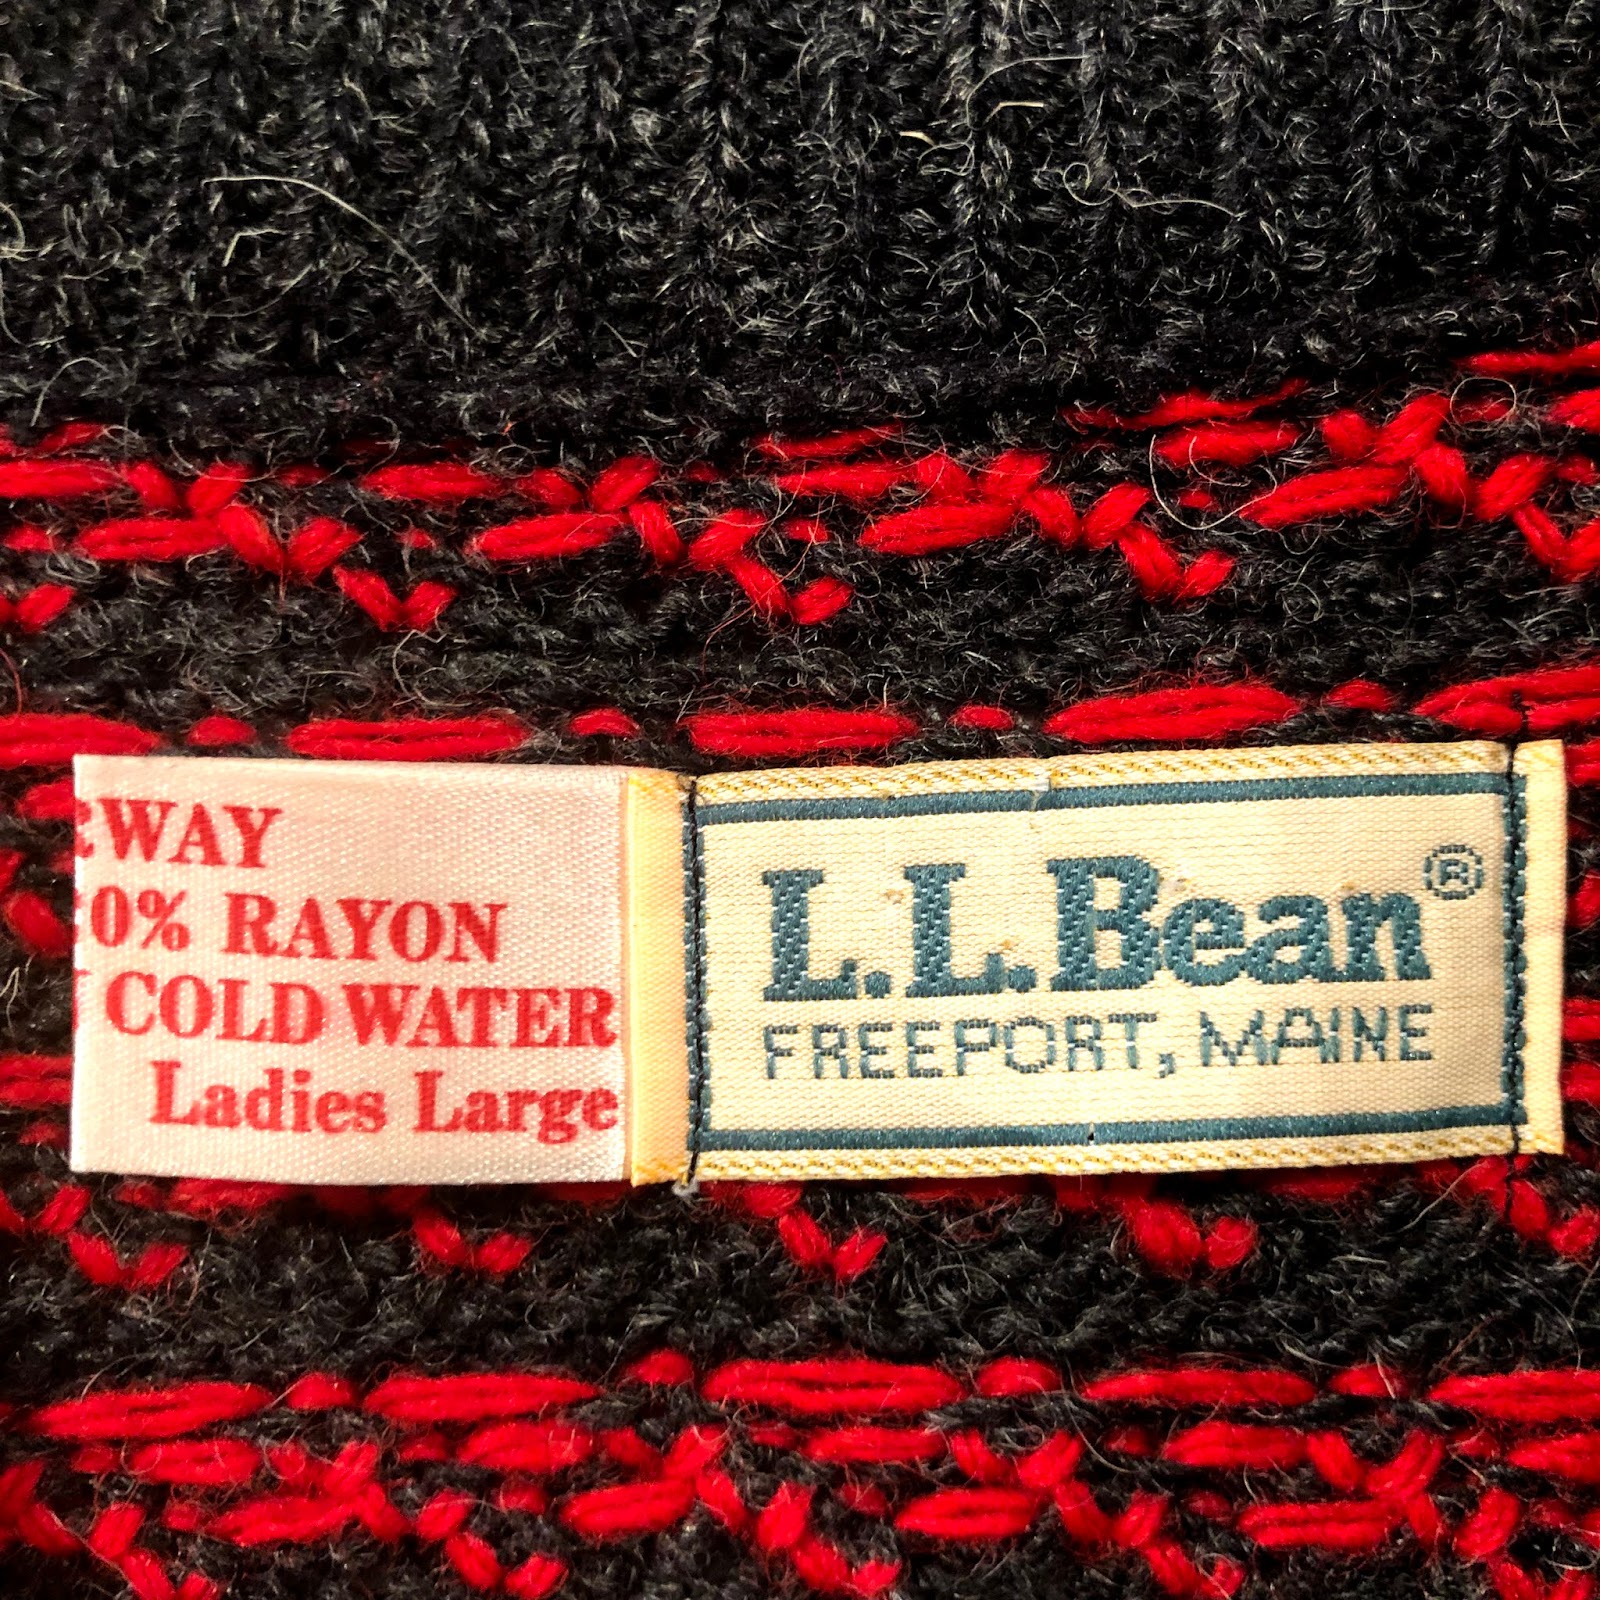 WAY
0% RAYON
COLD WATER
Ladies Large
L.L.Bean®
FREEPORT, MAINE